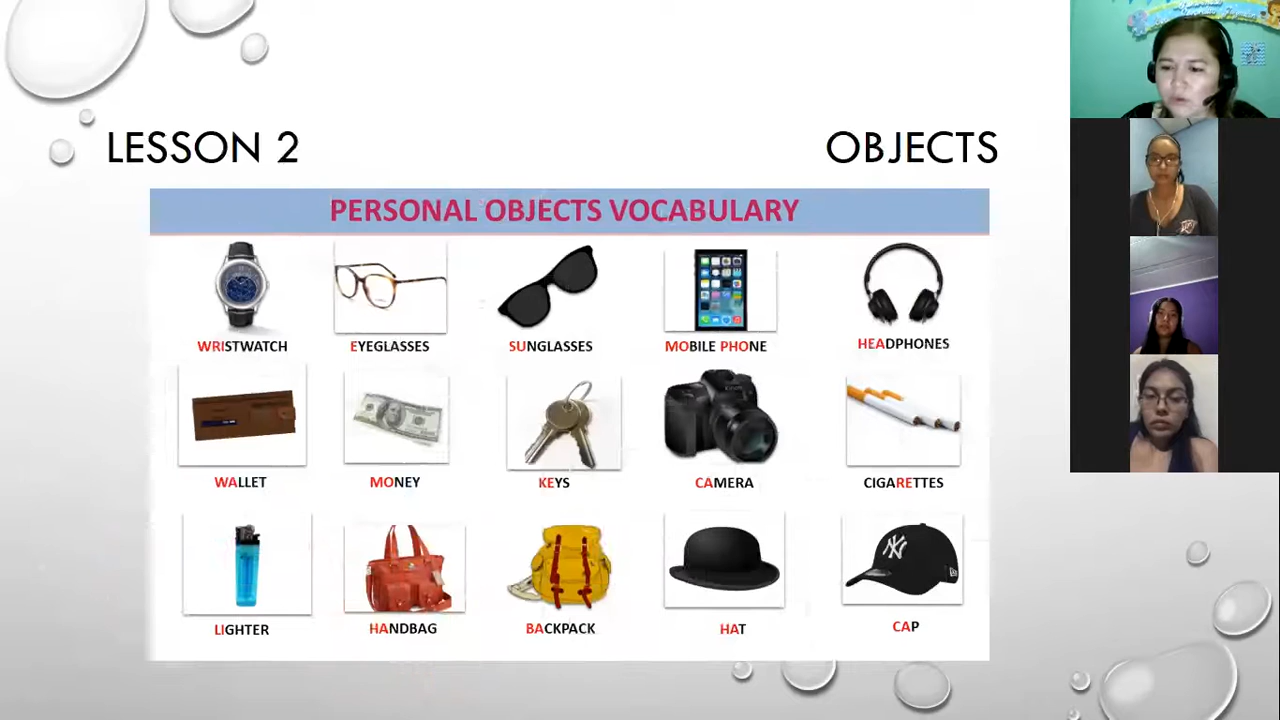 LESSON 2 OBJECTS
PERSONAL OBJECTS VOCABULARY
WRISTWATCH EYEGLASSES SUNGLASSES MOBILE PHONE HEADPHONES
WALLET MONEY KEYS CAMERA CIGARETTES
LIGHTER HANDBAG BACKPACK HAT CAP
NY